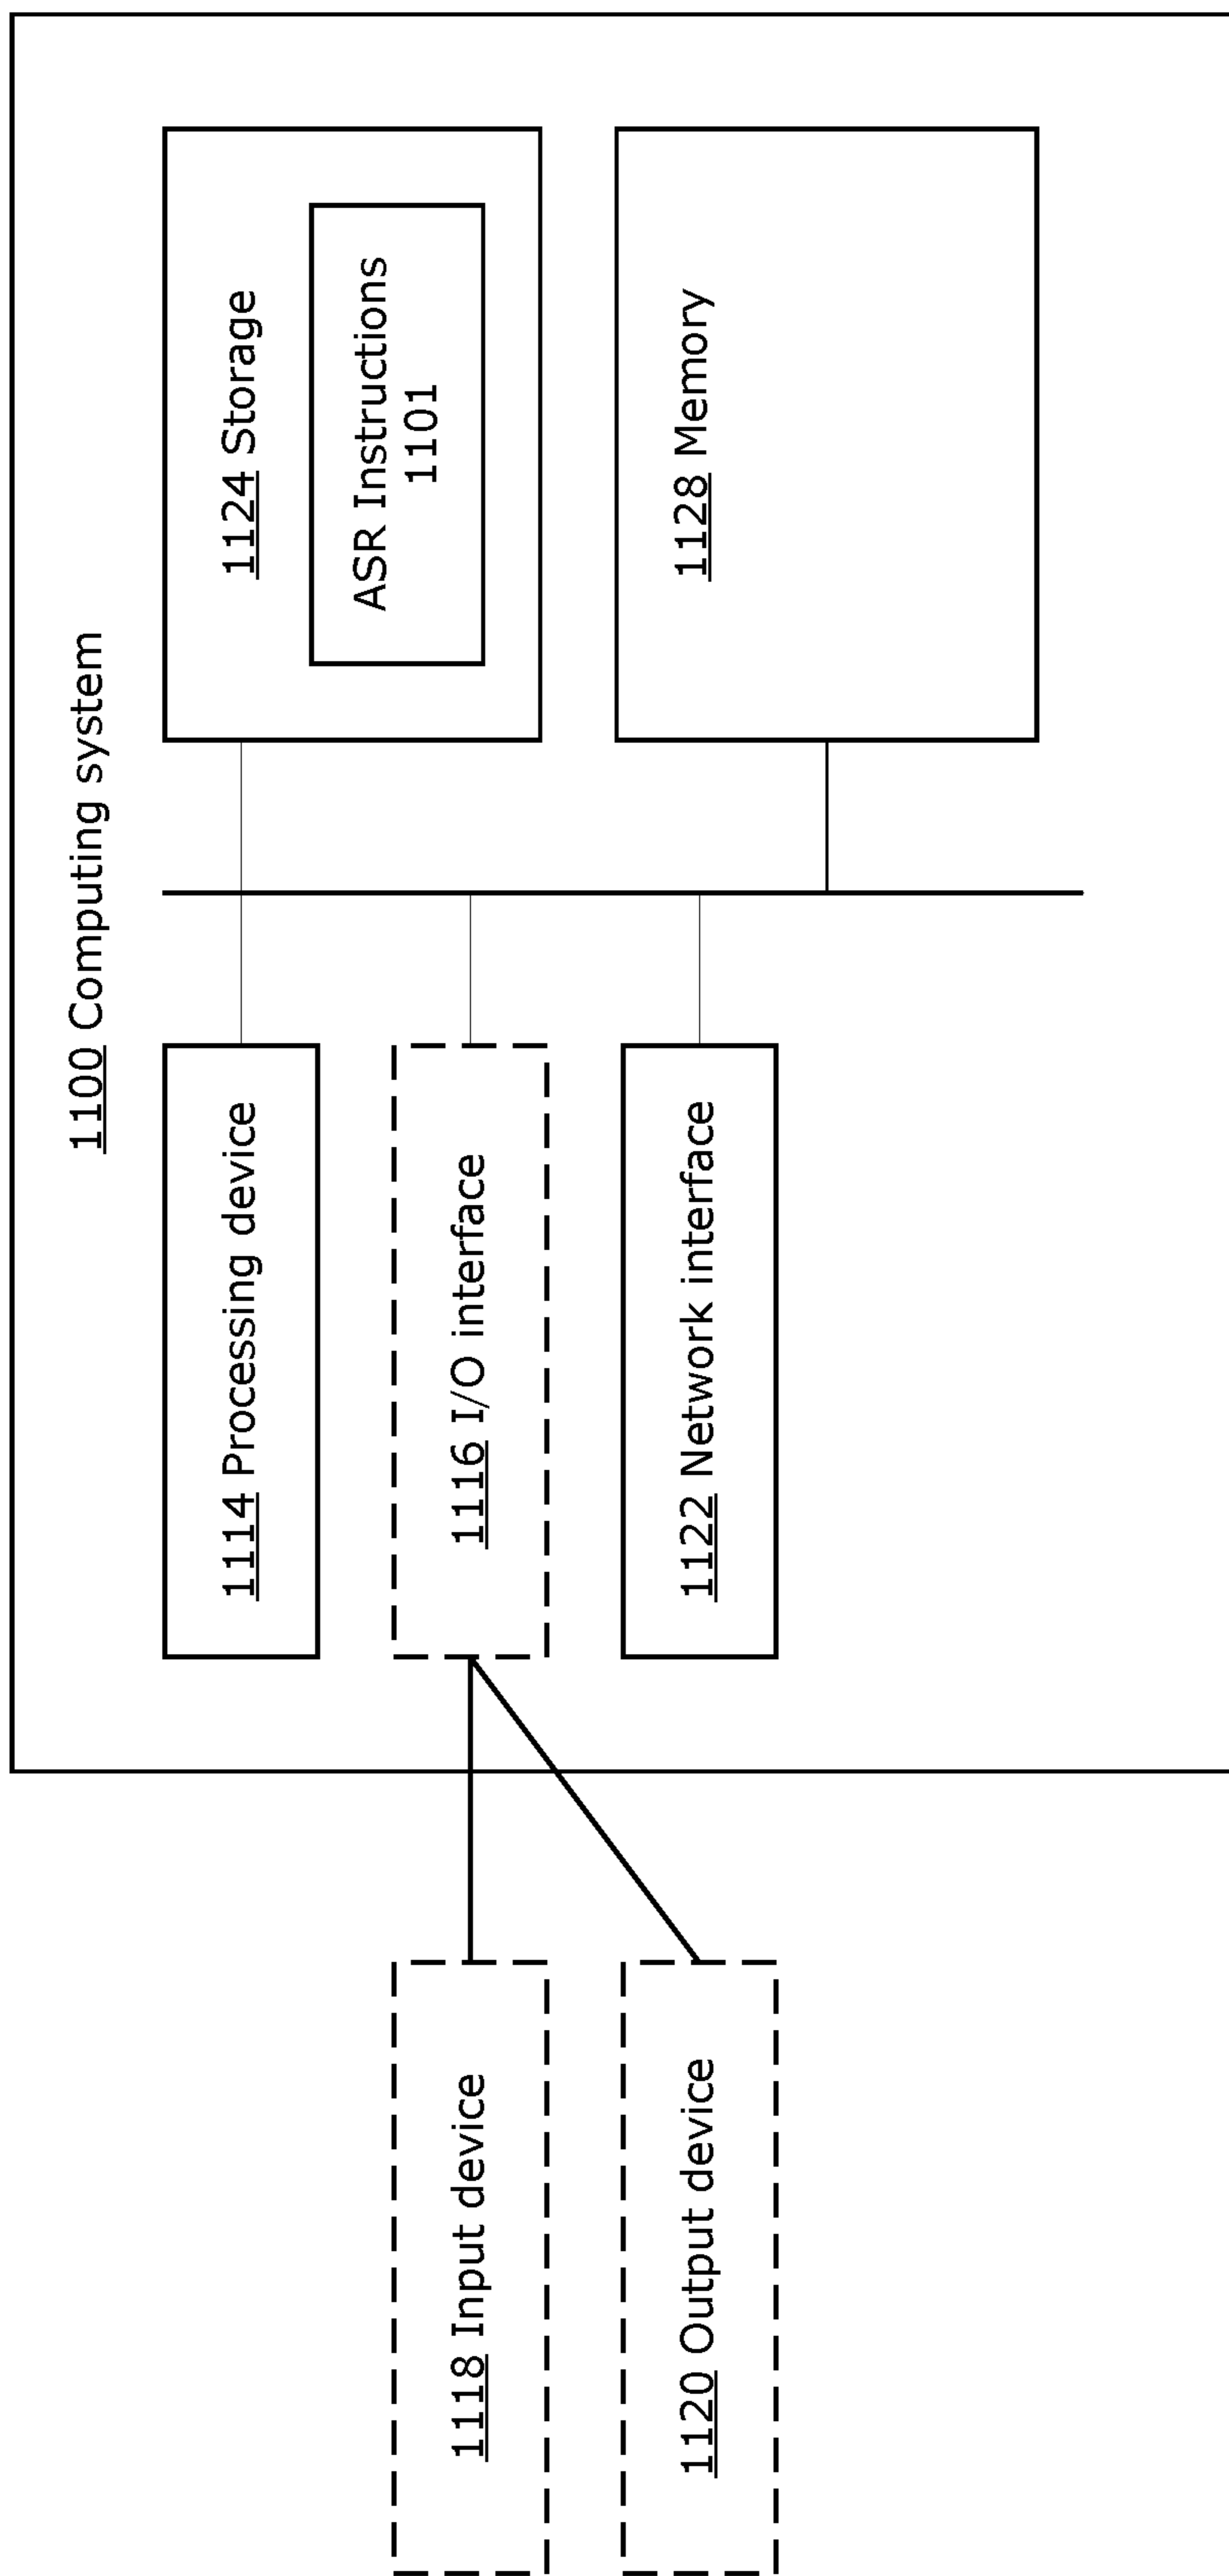 1100 Computing system
1114 Processing device
1124 Storage
ASR Instructions
1101
1118 Input device
1116 I/O interface
1120 Output device
1122 Network interface
1128 Memory